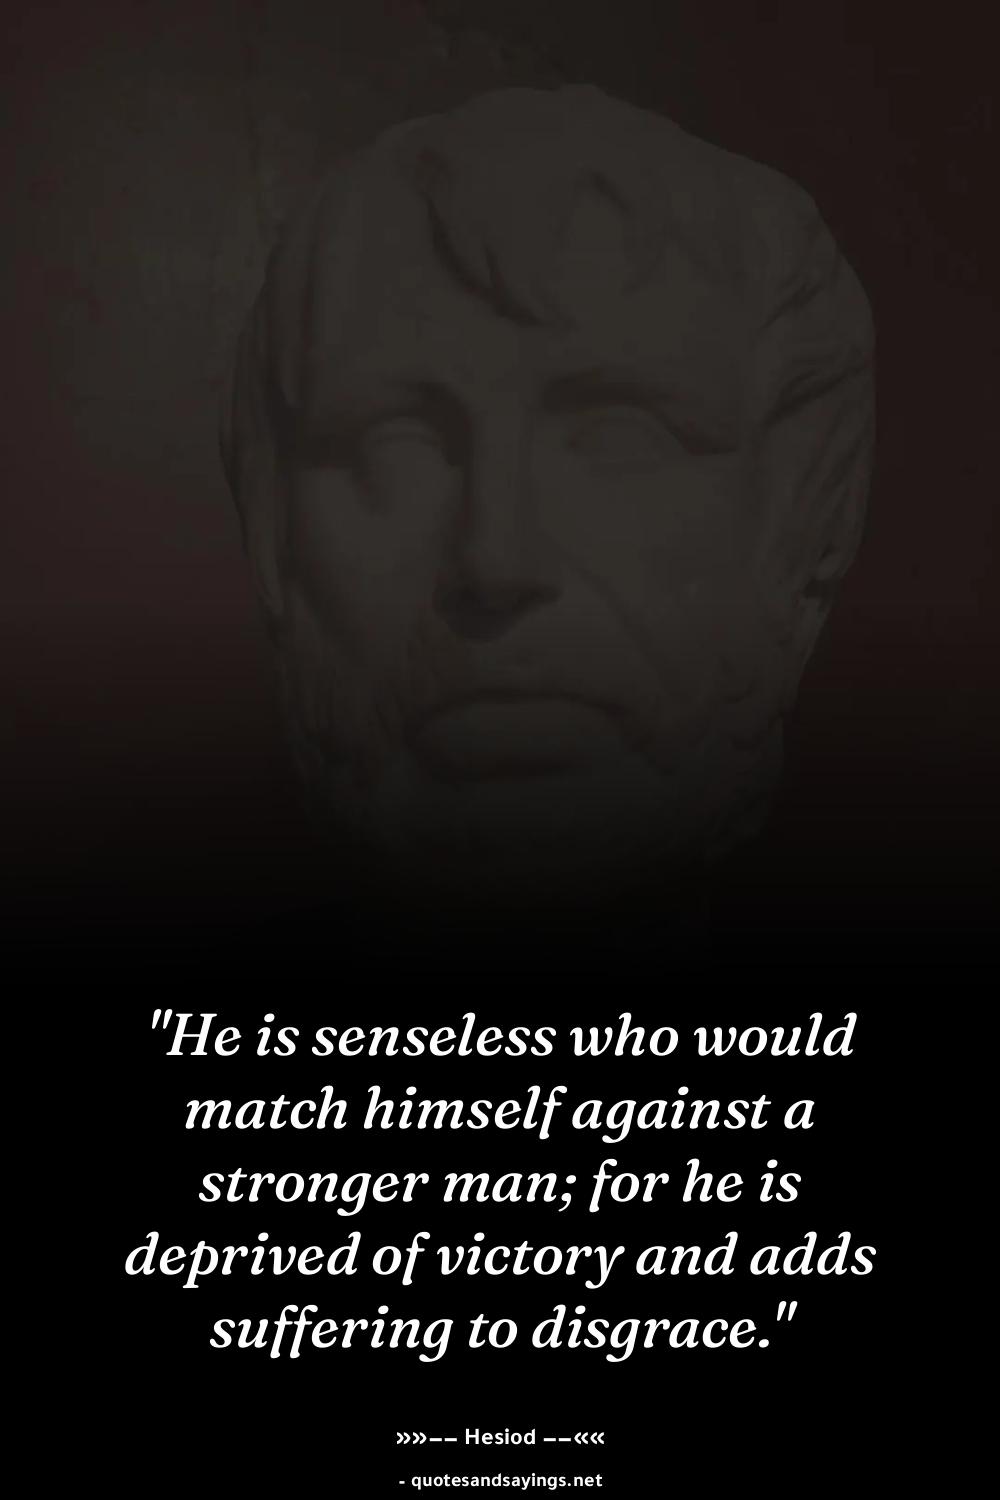 "He is senseless who would
match himself against a
stronger man; for he is
deprived of victory and adds
suffering to disgrace."
»»–– Hesiod ––««
- quotesandsayings.net